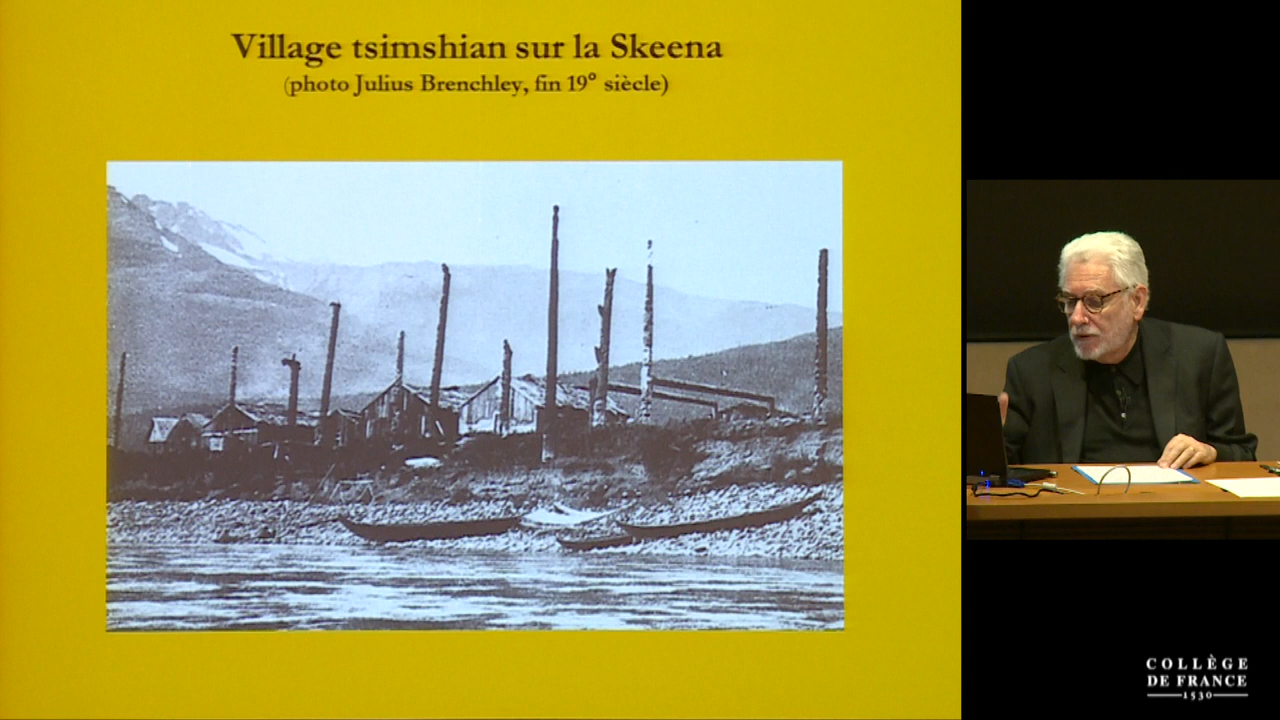 Village tsimshian sur la Skeena
(photo Julius Brenchley, fin 19° siècle)
COLLÈGE
DE FRANCE
1530